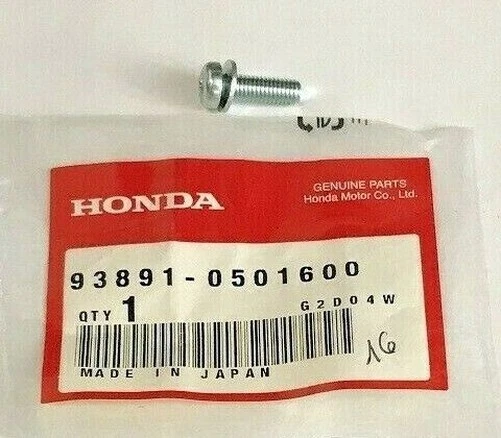 HONDA
GENUINE PARTS
Honda Motor Co., Ltd.
93891-0501600
QTY 1
G2D04W
MADE IN JAPAN
16